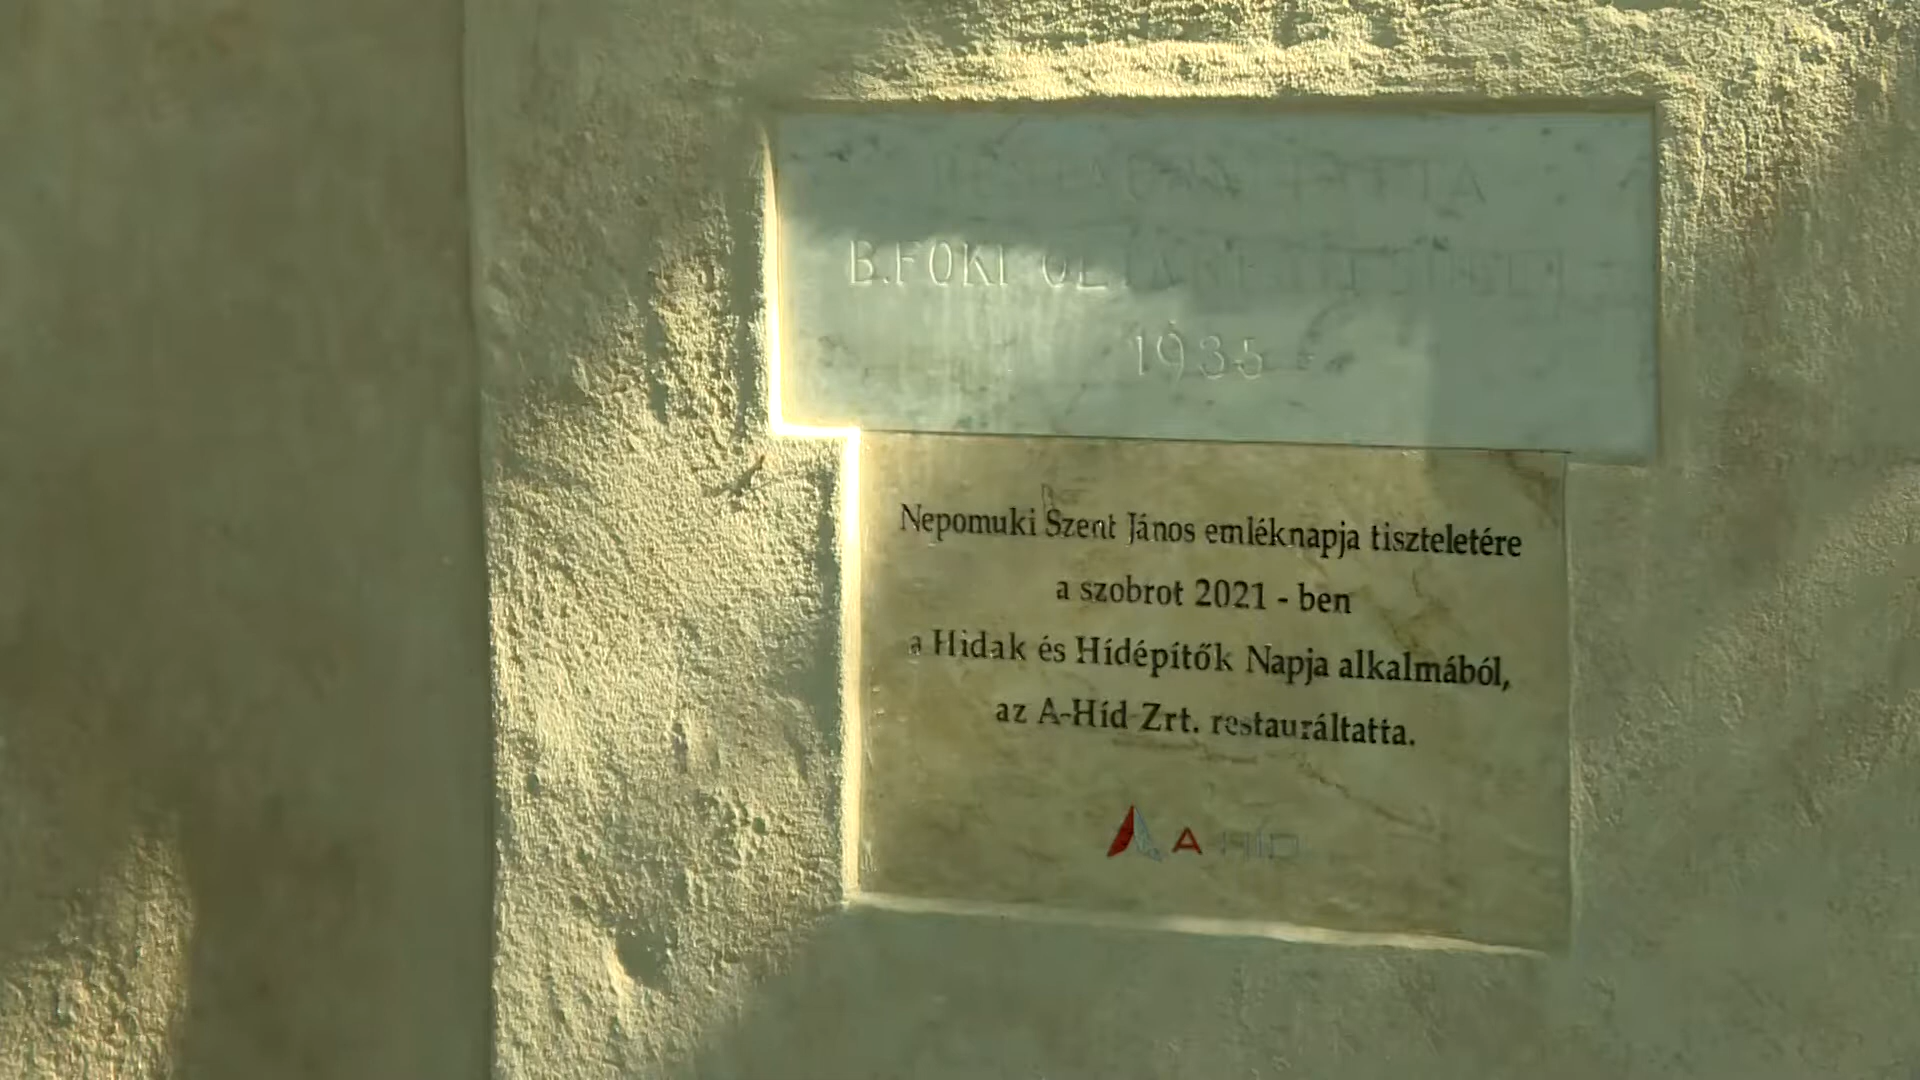 B.FOKI
1935
Nepomuki Szent János emléknapja tiszteletére
a szobrot 2021 - ben
a Hidak és Hídépítők Napja alkalmából,
az A-Híd Zrt. restauráltatta.
A-HÍD